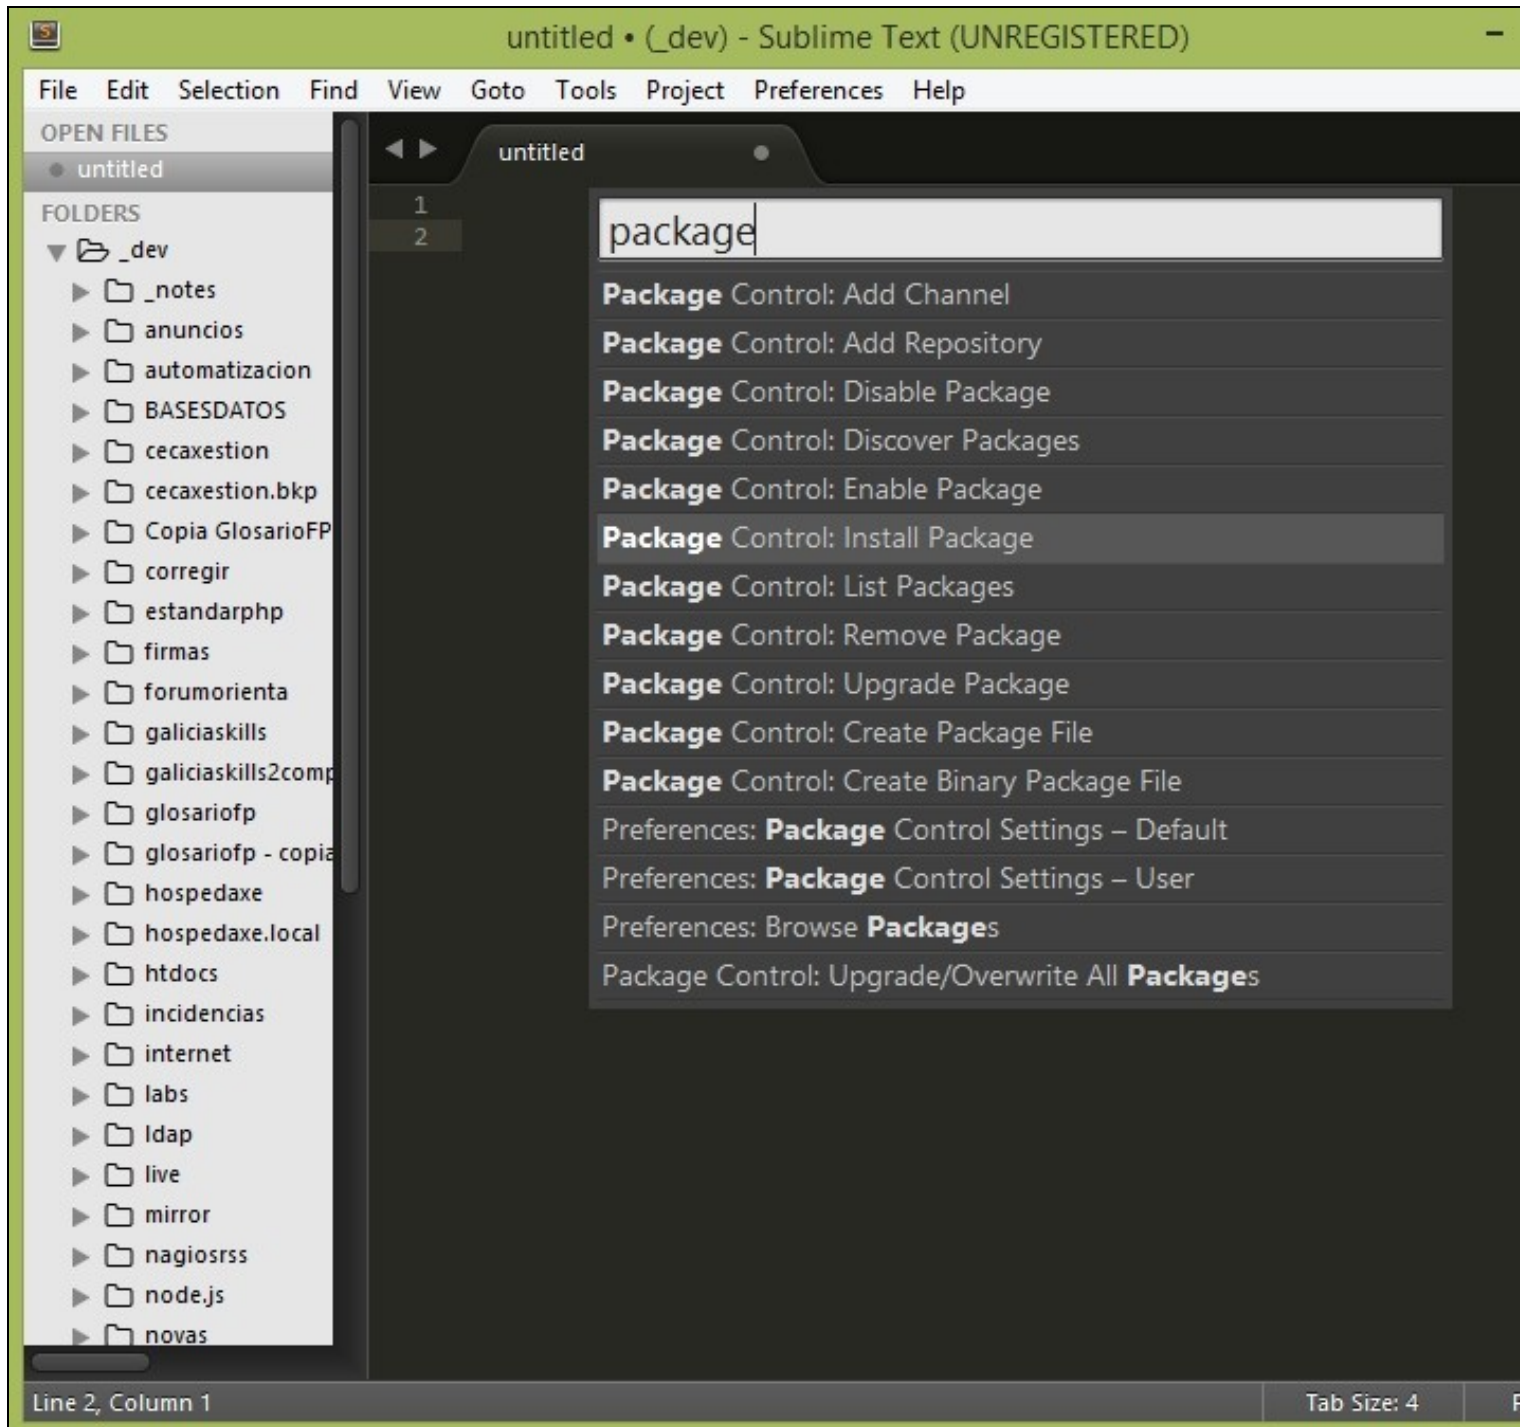 untitled • (_dev) - Sublime Text (UNREGISTERED)
File Edit Selection Find View Goto Tools Project Preferences Help
OPEN FILES
untitled
FOLDERS
_dev
_notes
anuncios
automatizacion
BASESDATOS
cecaxestion
cecaxestion.bkp
Copia GlosarioFP
corregir
estandarphp
firmas
forumorienta
galiciaskills
galiciaskills2comp
glosariofp
glosariofp - copia
hospedaxe
hospedaxe.local
htdocs
incidencias
internet
labs
ldap
live
mirror
nagiosrss
node.js
novas
untitled
1
2
package
Package Control: Add Channel
Package Control: Add Repository
Package Control: Disable Package
Package Control: Discover Packages
Package Control: Enable Package
Package Control: Install Package
Package Control: List Packages
Package Control: Remove Package
Package Control: Upgrade Package
Package Control: Create Package File
Package Control: Create Binary Package File
Preferences: Package Control Settings – Default
Preferences: Package Control Settings – User
Preferences: Browse Packages
Package Control: Upgrade/Overwrite All Packages
Line 2, Column 1
Tab Size: 4